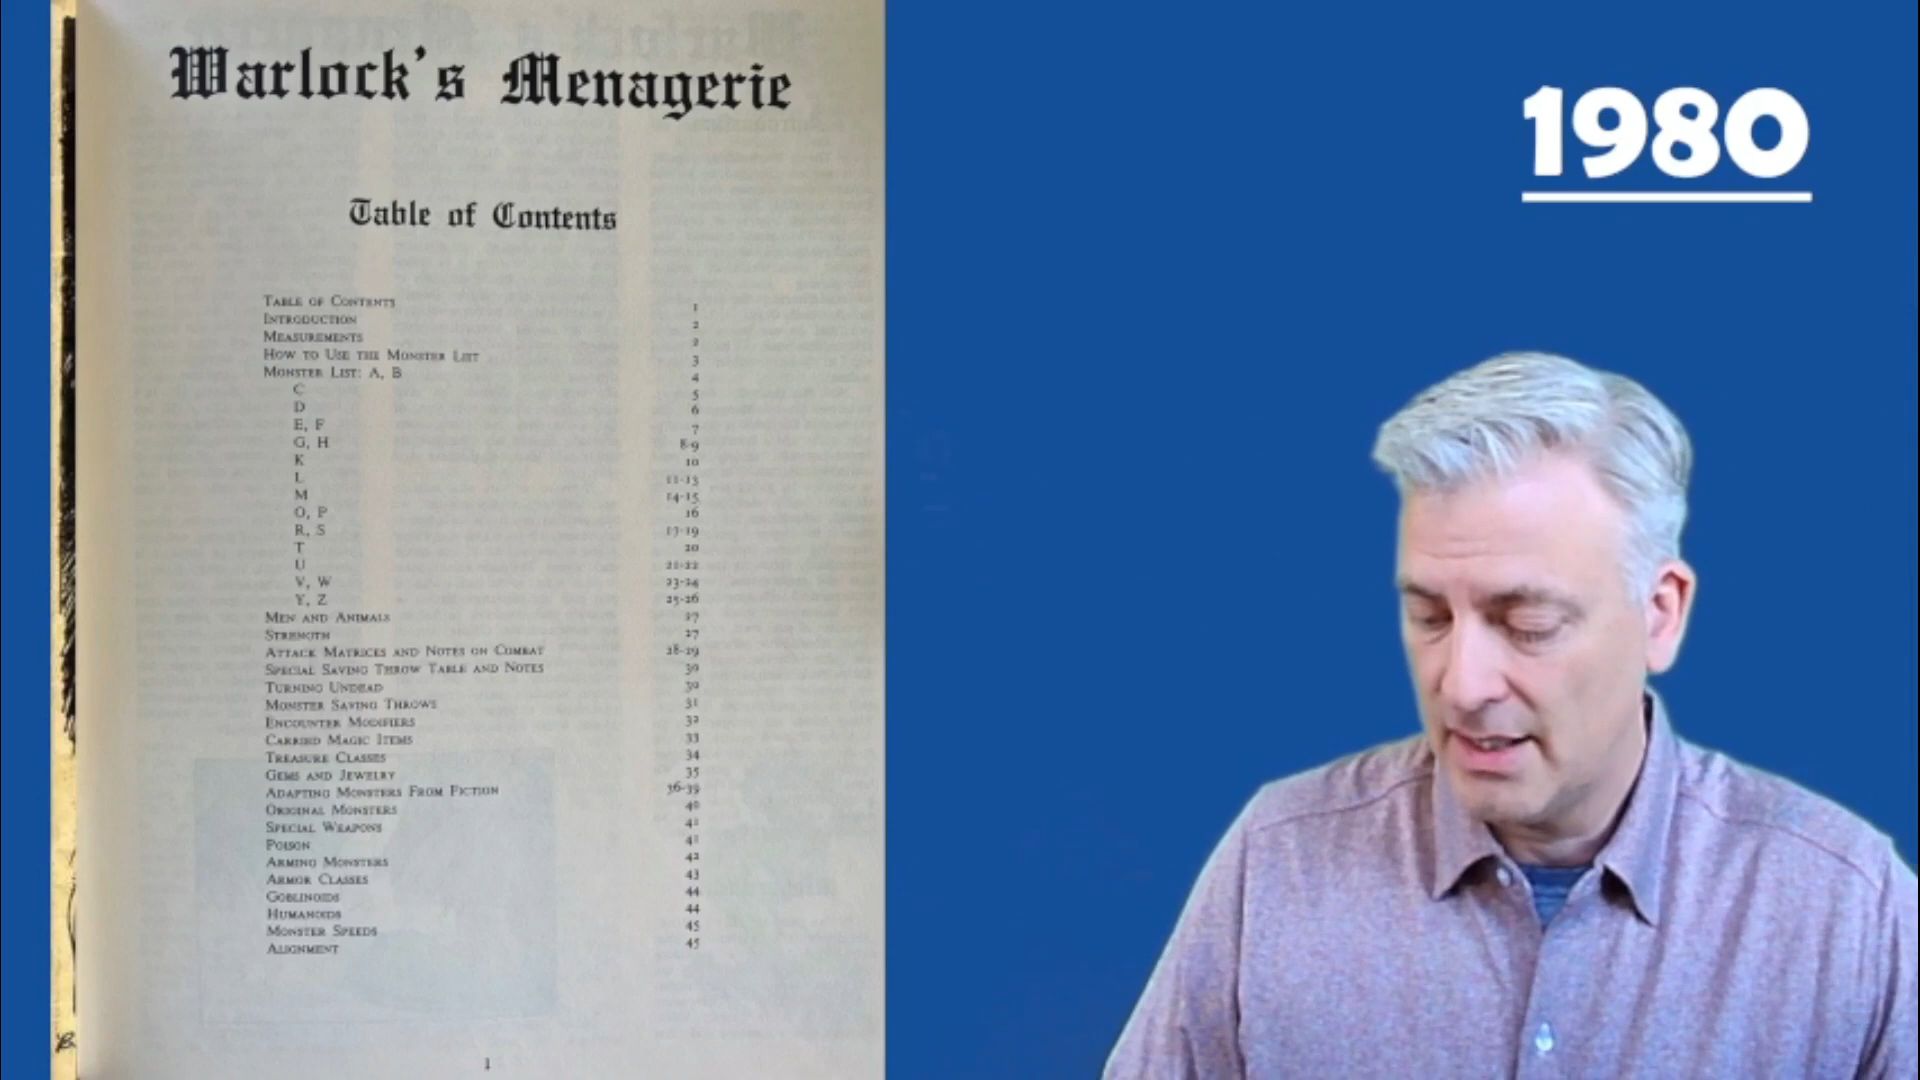 Warlock's Menagerie
Table of Contents
Table of Contents 1
Introduction 2
Measurements 2
How to Use the Monster List 3
Monster List: A, B 4
C 5
D 6
E, F 7
G, H 8-9
K 10
L 11-13
M 14-15
O, P 16
R, S 17-19
T 20
U 21-22
V, W 23-24
Y, Z 25-26
Men and Animals 27
Strength 27
Attack Matrices and Notes on Combat 28-29
Special Saving Throw Table and Notes 30
Turning Undead 30
Monster Saving Throws 31
Encounter Modifiers 32
Carried Magic Items 33
Treasure Classes 34
Gems and Jewelry 35
Adapting Monsters From Fiction 36-39
Original Monsters 40
Special Weapons 41
Poison 41
Arming Monsters 42
Armor Classes 43
Goblinoids 44
Humanoids 44
Monster Speeds 45
Alignment 45
1
1980